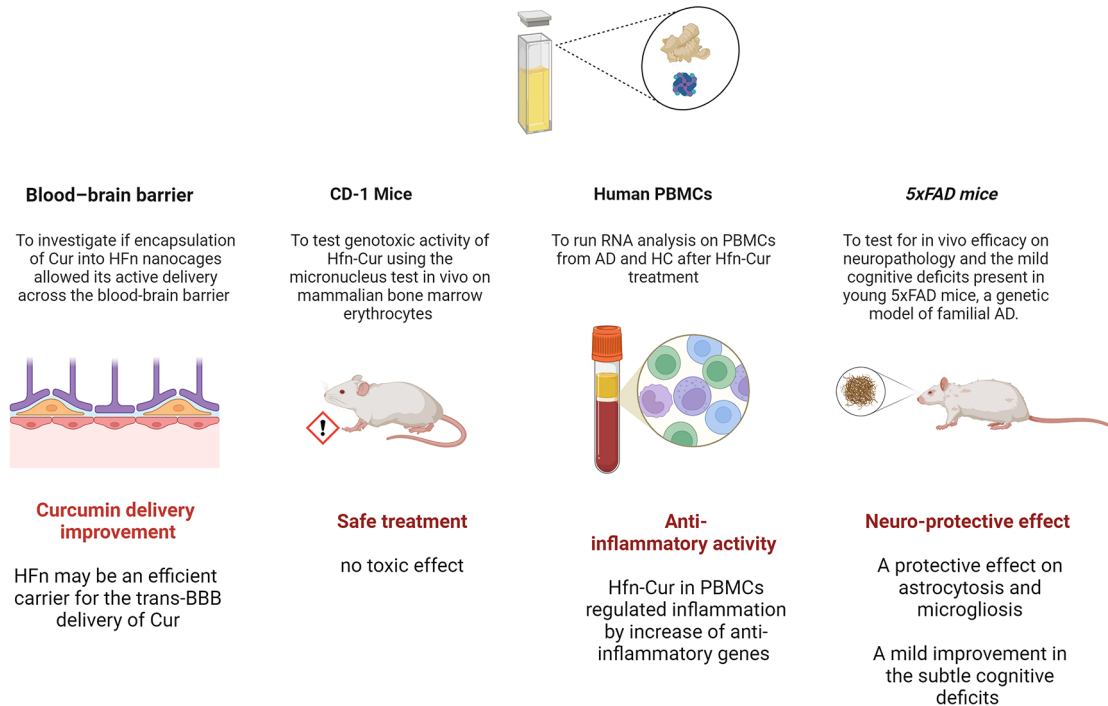 Blood–brain barrier
To investigate if encapsulation
of Cur into HFn nanocages
allowed its active delivery
across the blood-brain barrier
Curcumin delivery
improvement
HFn may be an efficient
carrier for the trans-BBB
delivery of Cur
CD-1 Mice
To test genotoxic activity of
Hfn-Cur using the
micronucleus test in vivo on
mammalian bone marrow
erythrocytes
!
Safe treatment
no toxic effect
Human PBMCs
To run RNA analysis on PBMCs
from AD and HC after Hfn-Cur
treatment
Anti-
inflammatory activity
Hfn-Cur in PBMCs
regulated inflammation
by increase of anti-
inflammatory genes
5xFAD mice
To test for in vivo efficacy on
neuropathology and the mild
cognitive deficits present in
young 5xFAD mice, a genetic
model of familial AD.
Neuro-protective effect
A protective effect on
astrocytosis and
microgliosis
A mild improvement in
the subtle cognitive
deficits